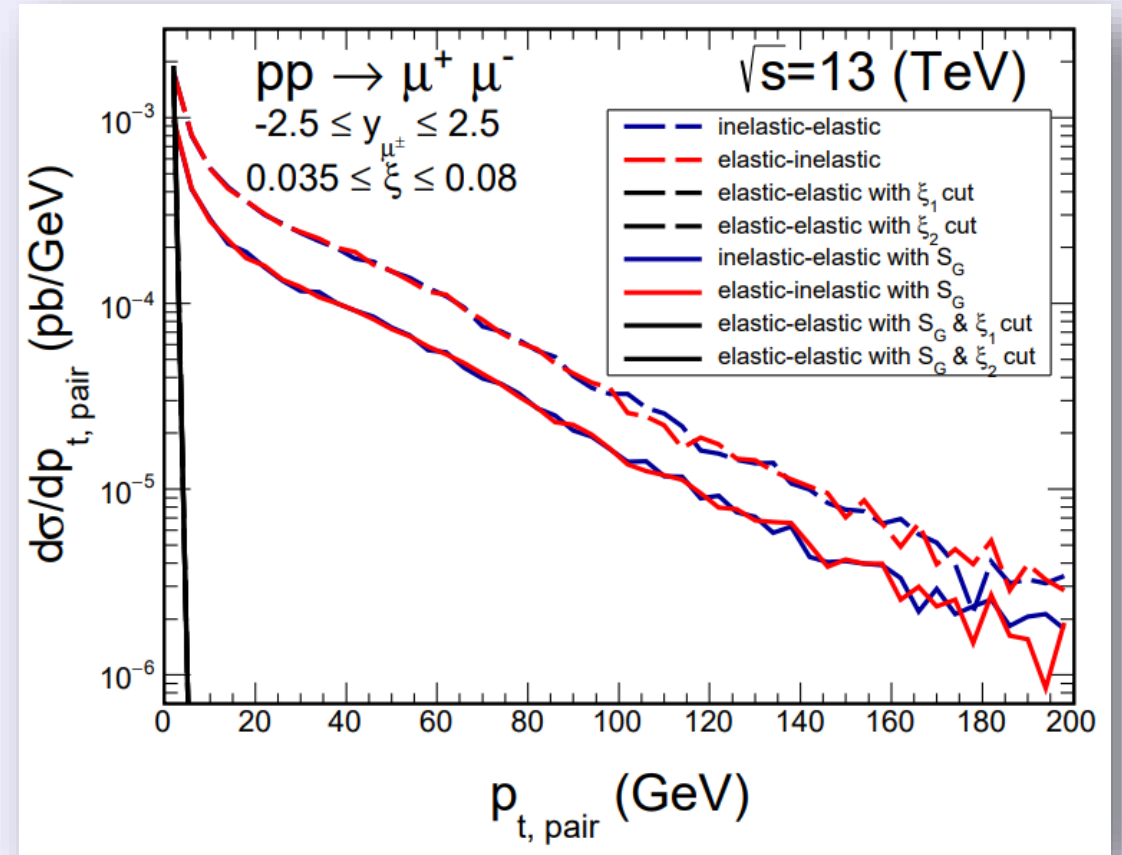 pp → μ⁺ μ⁻
√s=13 (TeV)
-2.5 ≤ y_μ± ≤ 2.5
0.035 ≤ ξ ≤ 0.08
inelastic-elastic
elastic-inelastic
elastic-elastic with ξ₁ cut
elastic-elastic with ξ₂ cut
inelastic-elastic with S_G
elastic-inelastic with S_G
elastic-elastic with S_G & ξ₁ cut
elastic-elastic with S_G & ξ₂ cut
dσ/dp_t, pair (pb/GeV)
10⁻³
10⁻⁴
10⁻⁵
10⁻⁶
0 20 40 60 80 100 120 140 160 180 200
p_t, pair (GeV)